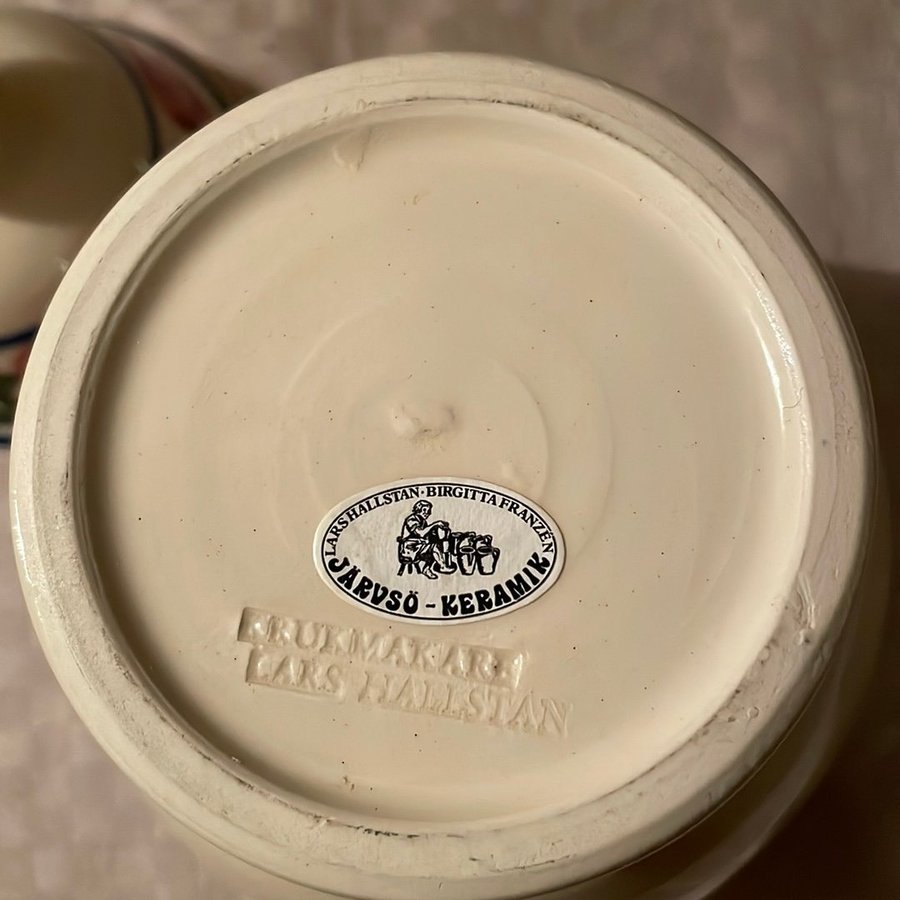 LARS HALLSTAN · BIRGITTA FRANZÉN
JÄRVSÖ - KERAMIK
KRUKMAKARE
LARS HALLSTAN